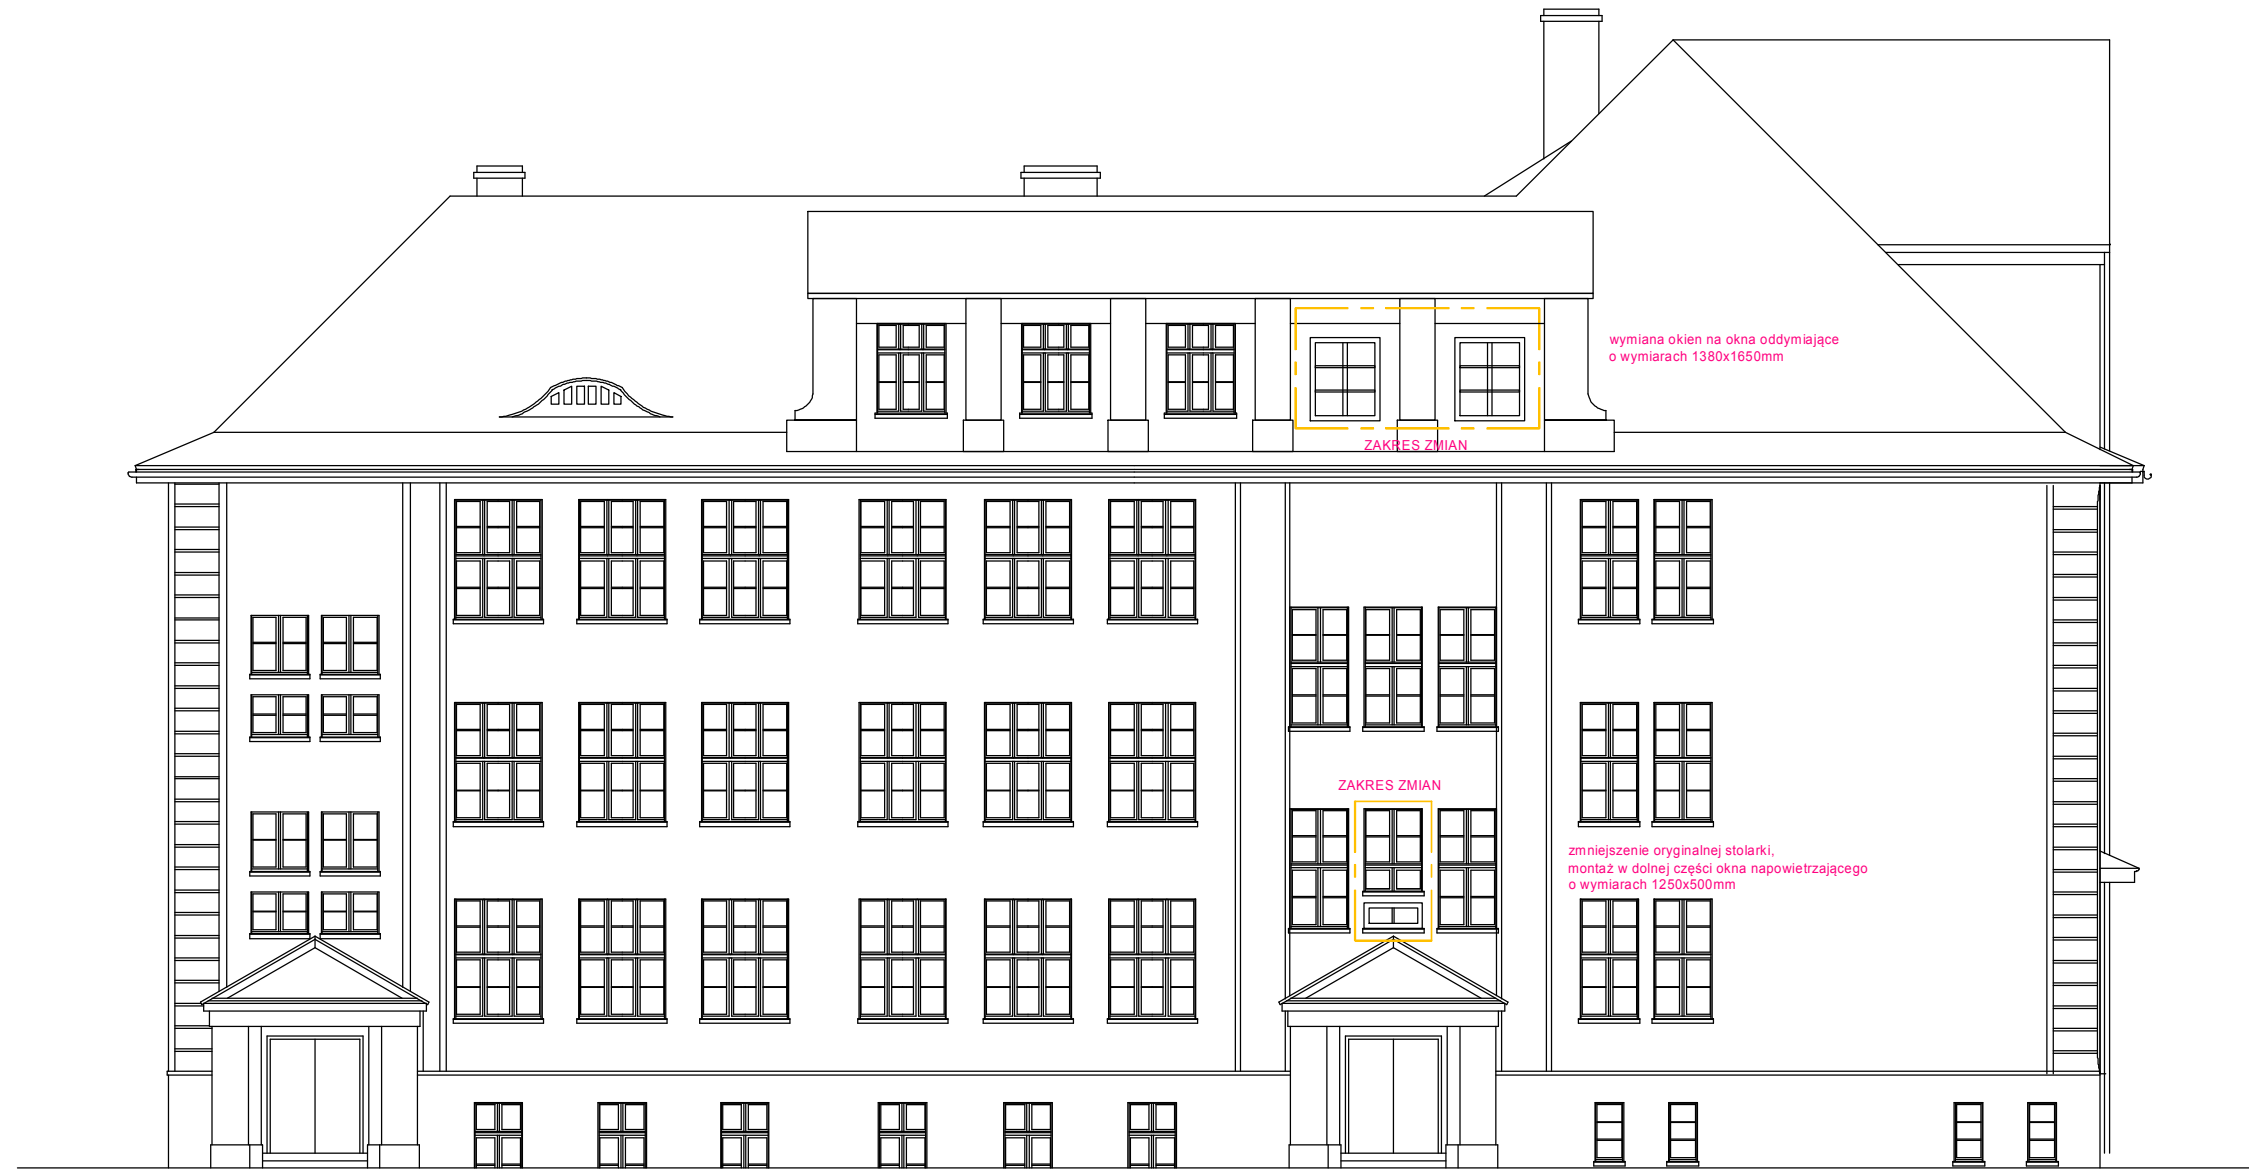 wymiana okien na okna oddymiające
o wymiarach 1380x1650mm
ZAKRES ZMIAN
ZAKRES ZMIAN
zmniejszenie oryginalnej stolarki,
montaż w dolnej części okna napowietrzającego
o wymiarach 1250x500mm